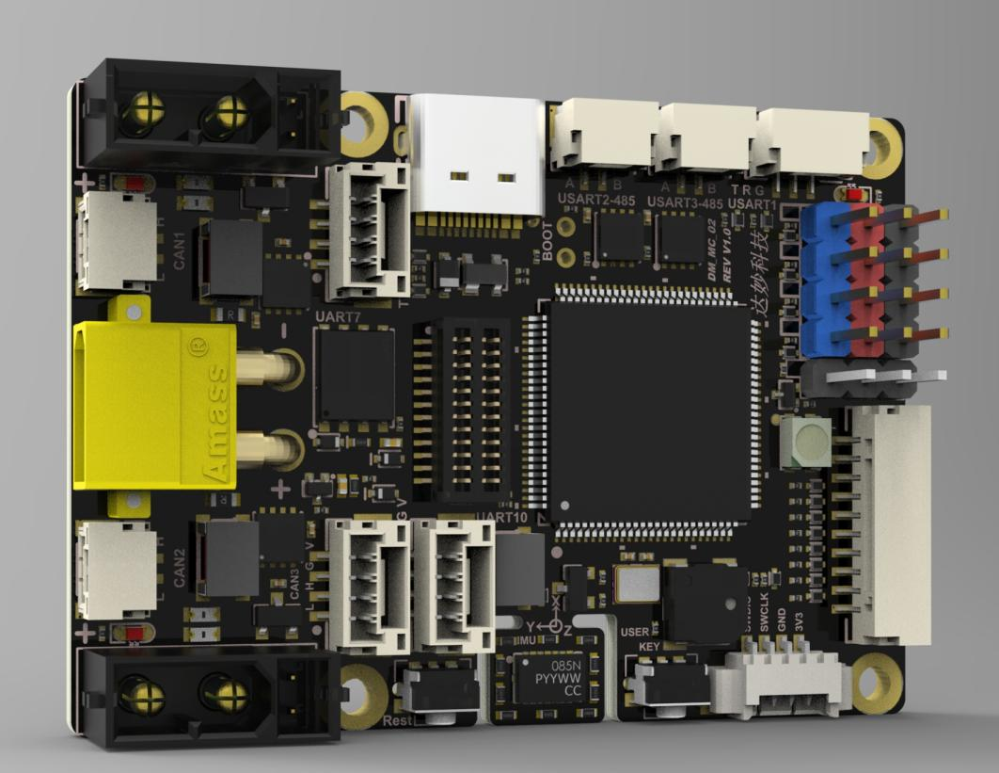 +
H
CAN1
UART7
A B
USART2-485
A B
USART3-485
T R G
USART1
BOOT
DM_MC_02
REV V1.0
达妙科技
Amass®
-
+
CAN2
H
L
+
CAN3
L H G V
G V
UART10
X
Y
Z
IMU
085N
PYYWW
CC
USER
KEY
SWCLK
GND
3V3
Rest